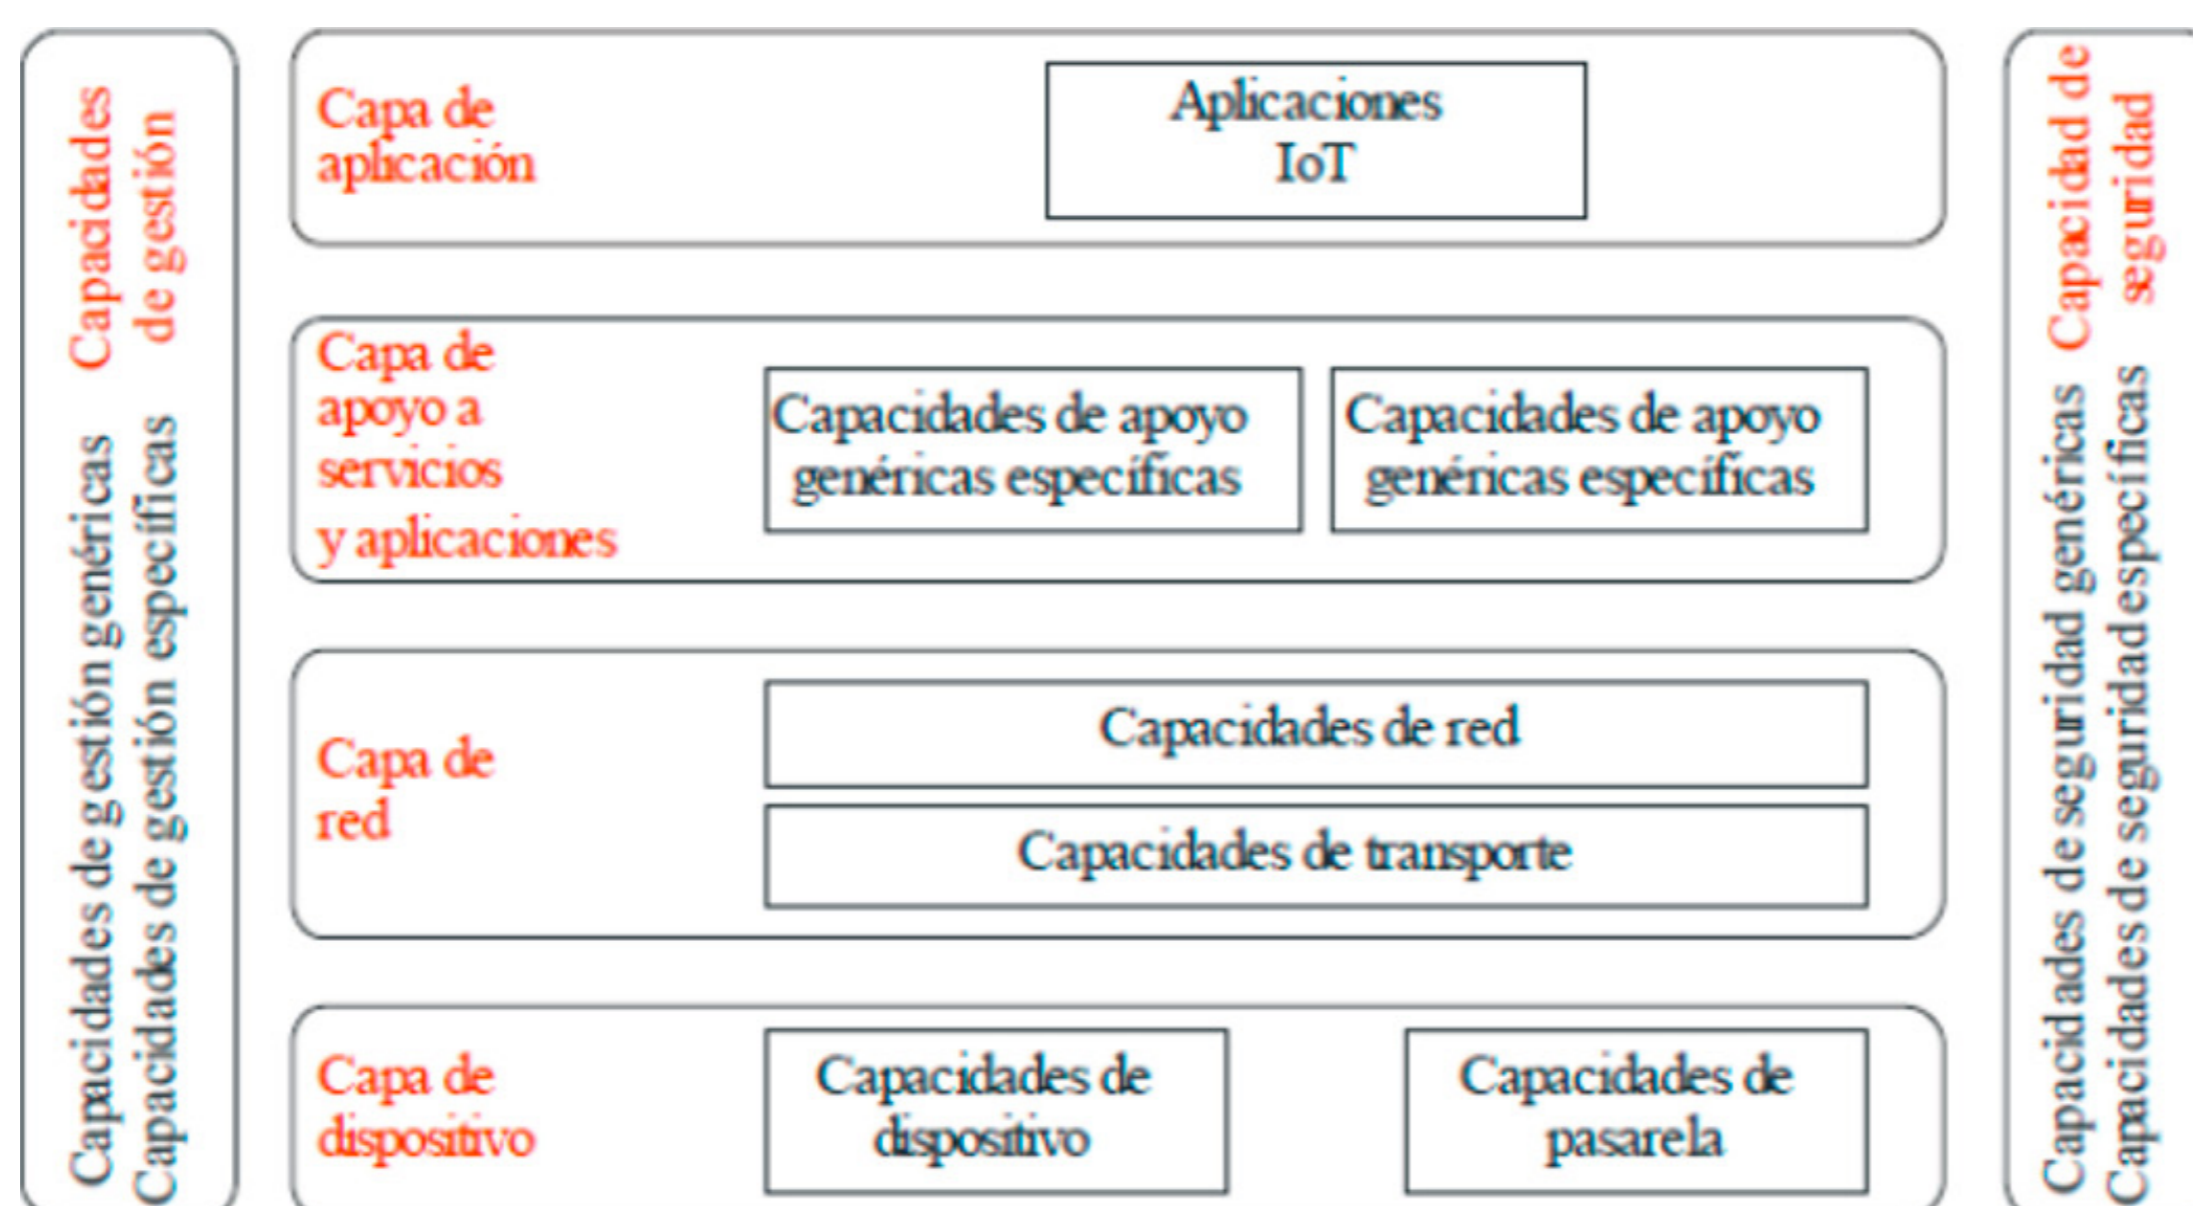 Capacidades
de gestión
Capacidades de gestión genéricas
Capacidades de gestión específicas
Capa de
aplicación
Aplicaciones
IoT
Capa de
apoyo a
servicios
y aplicaciones
Capacidades de apoyo
genéricas específicas
Capacidades de apoyo
genéricas específicas
Capa de
red
Capacidades de red
Capacidades de transporte
Capa de
dispositivo
Capacidades de
dispositivo
Capacidades de
pasarela
Capacidad de
seguridad
Capacidades de seguridad genéricas
Capacidades de seguridad específicas